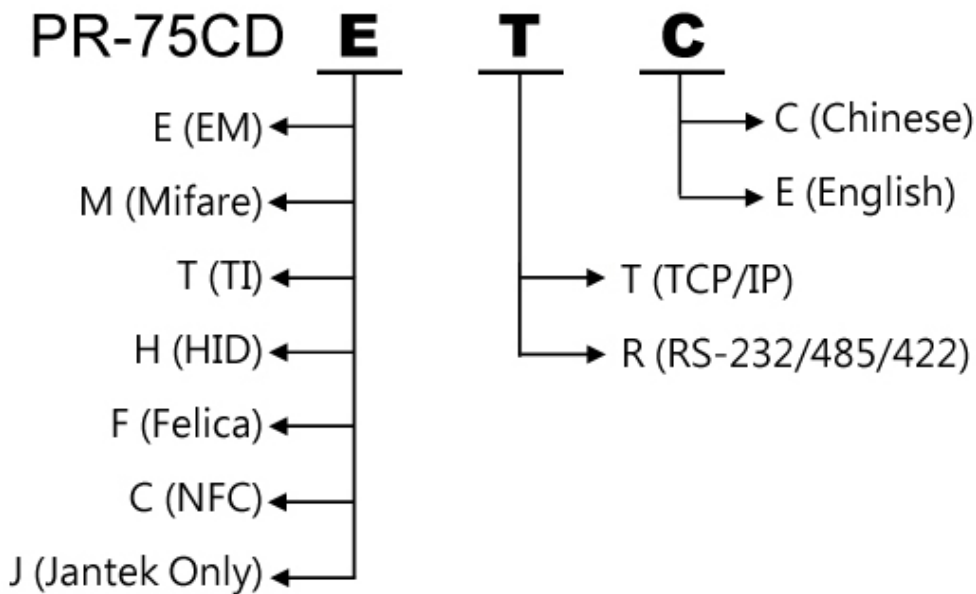 PR-75CD E T C
E (EM)
M (Mifare)
T (TI)
H (HID)
F (Felica)
C (NFC)
J (Jantek Only)
T (TCP/IP)
R (RS-232/485/422)
C (Chinese)
E (English)